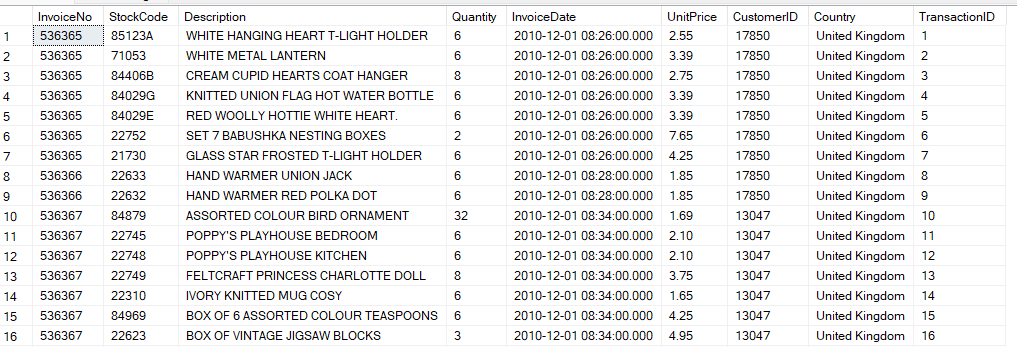 InvoiceNo StockCode Description Quantity InvoiceDate UnitPrice CustomerID Country TransactionID
1 536365 85123A WHITE HANGING HEART T-LIGHT HOLDER 6 2010-12-01 08:26:00.000 2.55 17850 United Kingdom 1
2 536365 71053 WHITE METAL LANTERN 6 2010-12-01 08:26:00.000 3.39 17850 United Kingdom 2
3 536365 84406B CREAM CUPID HEARTS COAT HANGER 8 2010-12-01 08:26:00.000 2.75 17850 United Kingdom 3
4 536365 84029G KNITTED UNION FLAG HOT WATER BOTTLE 6 2010-12-01 08:26:00.000 3.39 17850 United Kingdom 4
5 536365 84029E RED WOOLLY HOTTIE WHITE HEART. 6 2010-12-01 08:26:00.000 3.39 17850 United Kingdom 5
6 536365 22752 SET 7 BABUSHKA NESTING BOXES 2 2010-12-01 08:26:00.000 7.65 17850 United Kingdom 6
7 536365 21730 GLASS STAR FROSTED T-LIGHT HOLDER 6 2010-12-01 08:26:00.000 4.25 17850 United Kingdom 7
8 536366 22633 HAND WARMER UNION JACK 6 2010-12-01 08:28:00.000 1.85 17850 United Kingdom 8
9 536366 22632 HAND WARMER RED POLKA DOT 6 2010-12-01 08:28:00.000 1.85 17850 United Kingdom 9
10 536367 84879 ASSORTED COLOUR BIRD ORNAMENT 32 2010-12-01 08:34:00.000 1.69 13047 United Kingdom 10
11 536367 22745 POPPY'S PLAYHOUSE BEDROOM 6 2010-12-01 08:34:00.000 2.10 13047 United Kingdom 11
12 536367 22748 POPPY'S PLAYHOUSE KITCHEN 6 2010-12-01 08:34:00.000 2.10 13047 United Kingdom 12
13 536367 22749 FELTCRAFT PRINCESS CHARLOTTE DOLL 8 2010-12-01 08:34:00.000 3.75 13047 United Kingdom 13
14 536367 22310 IVORY KNITTED MUG COSY 6 2010-12-01 08:34:00.000 1.65 13047 United Kingdom 14
15 536367 84969 BOX OF 6 ASSORTED COLOUR TEASPOONS 6 2010-12-01 08:34:00.000 4.25 13047 United Kingdom 15
16 536367 22623 BOX OF VINTAGE JIGSAW BLOCKS 3 2010-12-01 08:34:00.000 4.95 13047 United Kingdom 16